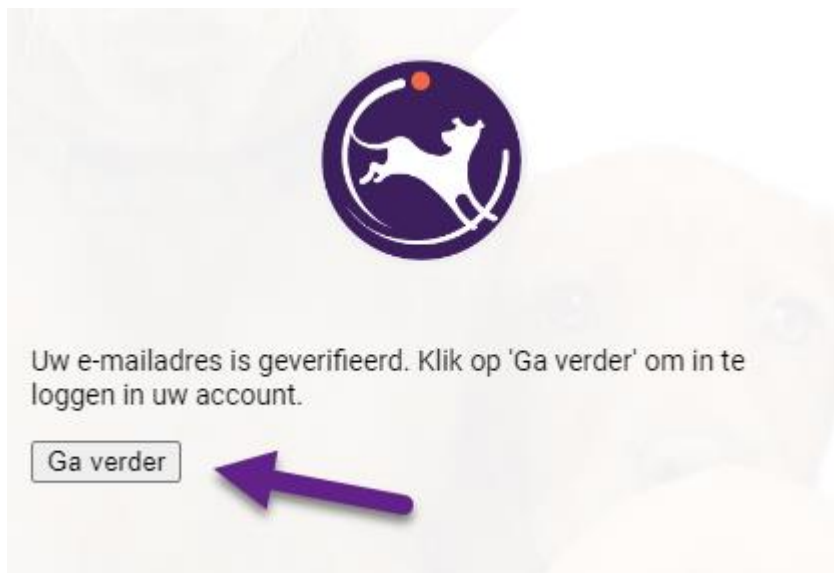 Uw e-mailadres is geverifieerd. Klik op 'Ga verder' om in te
loggen in uw account.
Ga verder